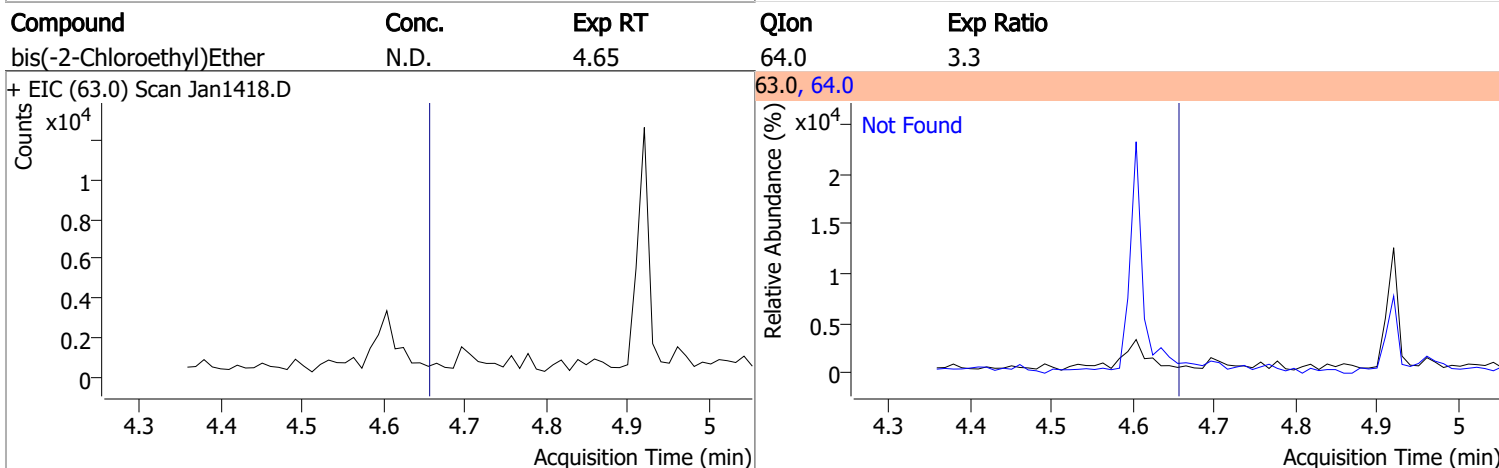 Compound Conc. Exp RT QIon Exp Ratio
bis(-2-Chloroethyl)Ether N.D. 4.65 64.0 3.3
+ EIC (63.0) Scan Jan1418.D
Counts
x10⁴
1
0.8
0.6
0.4
0.2
0
4.3 4.4 4.5 4.6 4.7 4.8 4.9 5
Acquisition Time (min)
63.0, 64.0
Relative Abundance (%)
x10⁴
Not Found
2
1.5
1
0.5
0
4.3 4.4 4.5 4.6 4.7 4.8 4.9 5
Acquisition Time (min)